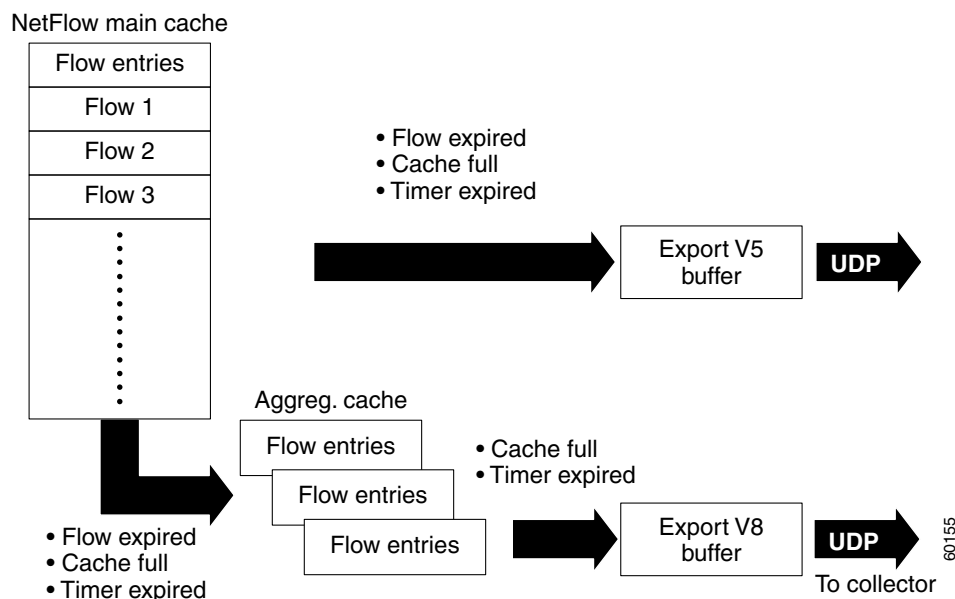 NetFlow main cache
Flow entries
Flow 1
Flow 2
Flow 3
• Flow expired
• Cache full
• Timer expired
Export V5
buffer
UDP
Aggreg. cache
Flow entries
Flow entries
Flow entries
• Cache full
• Timer expired
• Flow expired
• Cache full
• Timer expired
Export V8
buffer
UDP
To collector
60155